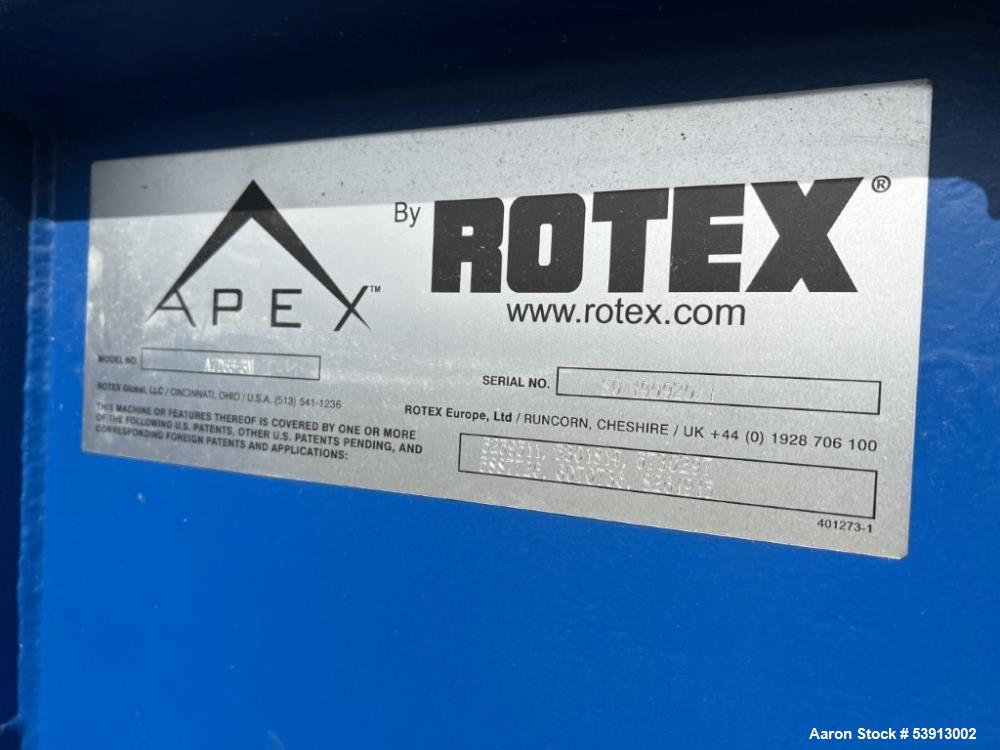 APEX™
By ROTEX®
www.rotex.com
MODEL NO.
SERIAL NO.
ROTEX Global, LLC / CINCINNATI, OHIO / U.S.A. (513) 541-1236
ROTEX Europe, Ltd / RUNCORN, CHESHIRE / UK +44 (0) 1928 706 100
THIS MACHINE OR FEATURES THEREOF IS COVERED BY ONE OR MORE
OF THE FOLLOWING U.S. PATENTS, OTHER U.S. PATENTS PENDING, AND
CORRESPONDING FOREIGN PATENTS AND APPLICATIONS:
401273-1
Aaron Stock # 53913002